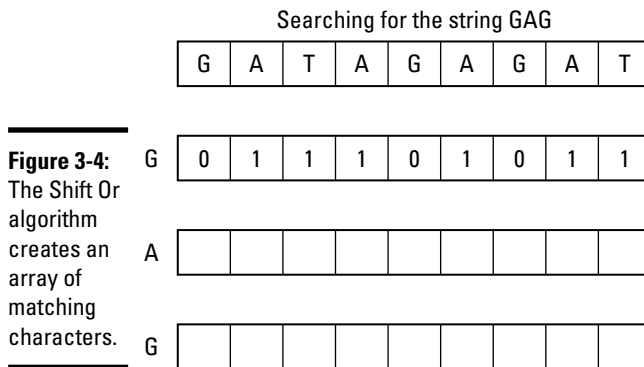 Searching for the string GAG
G A T A G A G A T
Figure 3-4:
The Shift Or
algorithm
creates an
array of
matching
characters.
G 0 1 1 1 0 1 0 1 1
A
G